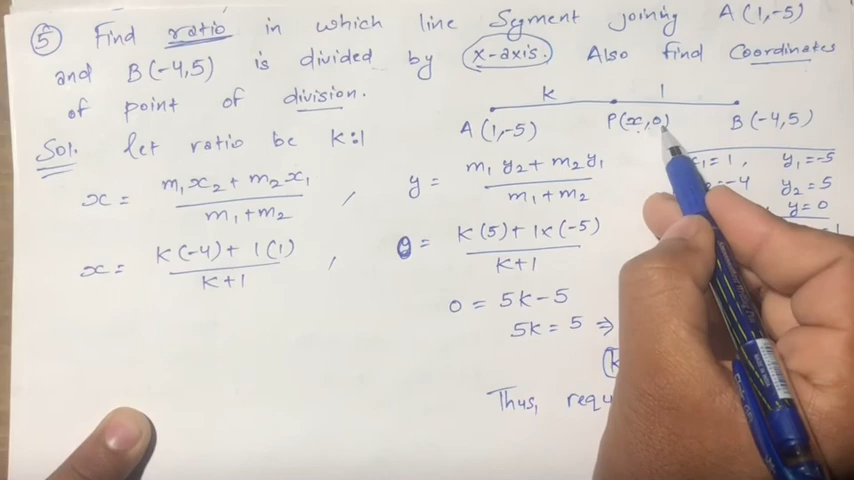 5 Find ratio in which line Segment joining A(1,-5)
and B(-4,5) is divided by x-axis. Also find Coordinates
of point of division.
k 1
A(1,-5) P(x,0) B(-4,5)
Sol. let ratio be k:1
x = m₁x₂ + m₂x₁ / m₁+m₂ , y = m₁y₂ + m₂y₁ / m₁+m₂
x₁ = 1, y₁ = -5
-4 y₂ = 5
y = 0
x = k(-4) + 1(1) / k+1 , 0 = k(5) + 1x(-5) / k+1
0 = 5k - 5
5k = 5 ⇒
(k
Thus,